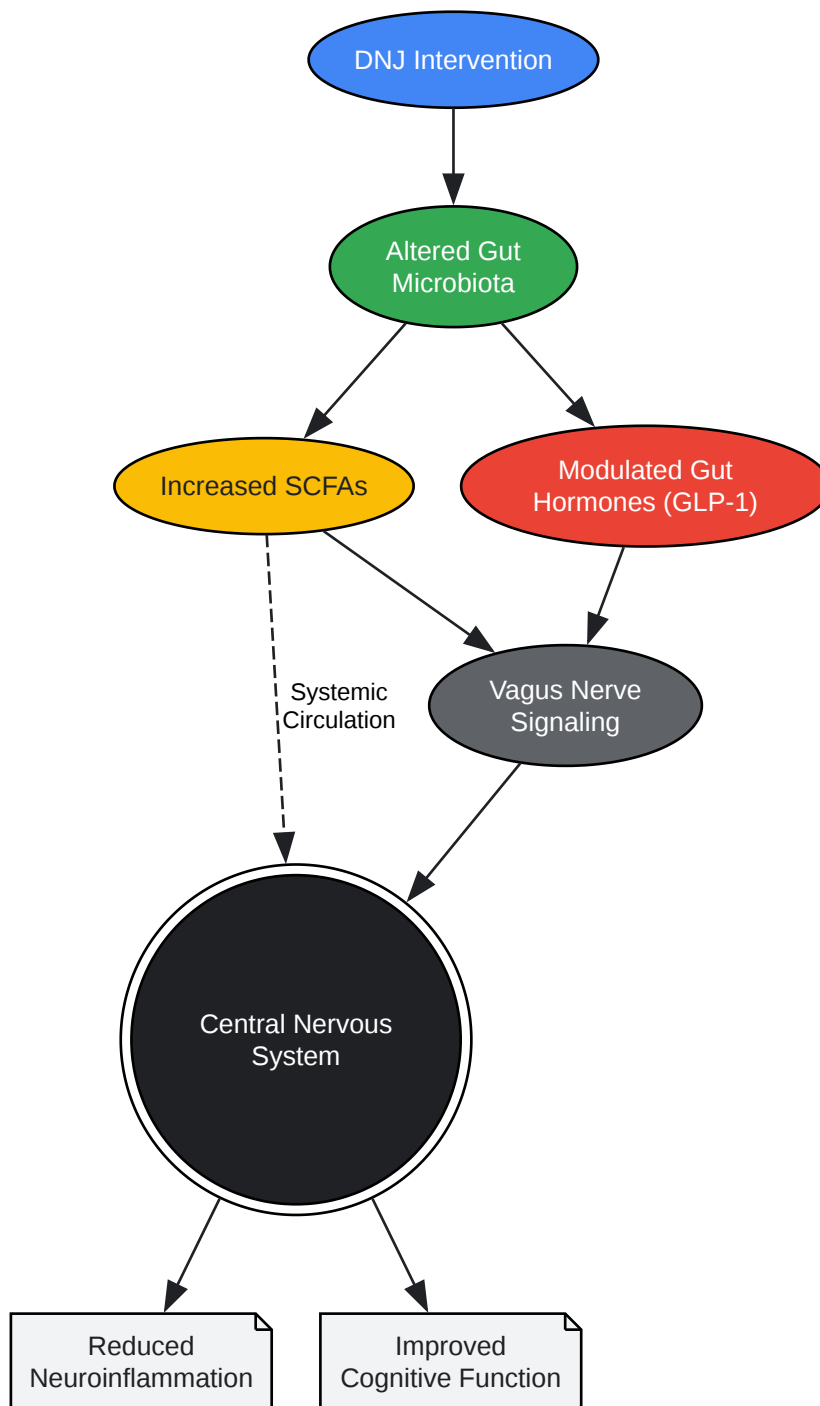 DNJ Intervention
Altered Gut
Microbiota
Increased SCFAs
Modulated Gut
Hormones (GLP-1)
Systemic
Circulation
Vagus Nerve
Signaling
Central Nervous
System
Reduced
Neuroinflammation
Improved
Cognitive Function